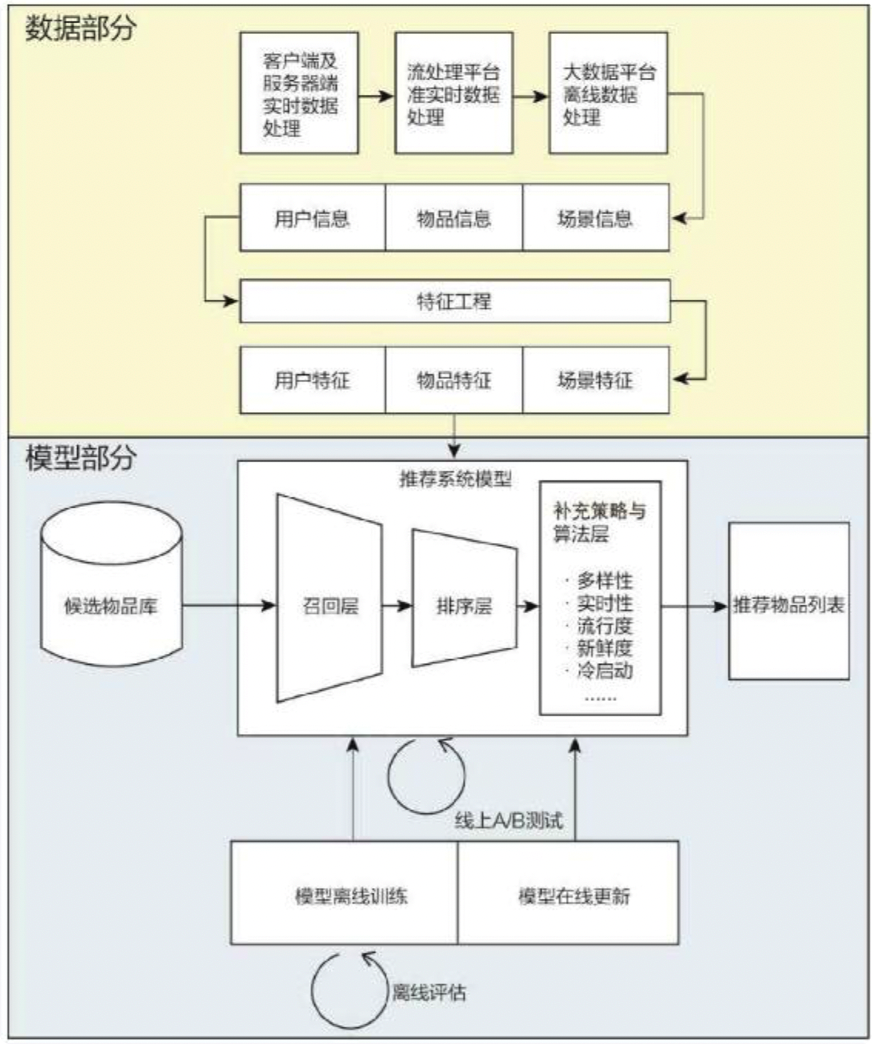 数据部分
客户端及
服务器端
实时数据
处理
流处理平台
准实时数据
处理
大数据平台
离线数据
处理
用户信息
物品信息
场景信息
特征工程
用户特征
物品特征
场景特征
模型部分
推荐系统模型
候选物品库
召回层
排序层
补充策略与
算法层
· 多样性
· 实时性
· 流行度
· 新鲜度
· 冷启动
......
推荐物品列表
线上A/B测试
模型离线训练
模型在线更新
离线评估